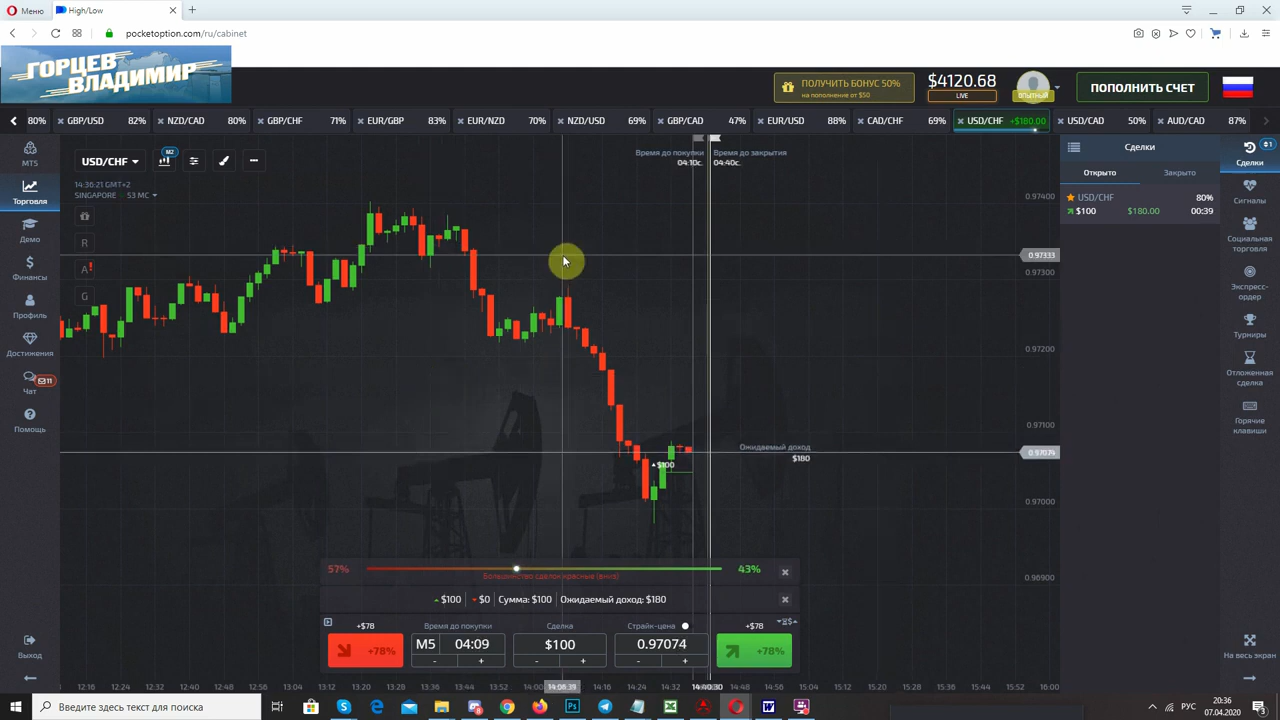 Меню
High/Low
pocketoption.com/ru/cabinet
ГОРЦЕВ
ВЛАДИМИР
ПОЛУЧИТЬ БОНУС 50%
на пополнение от $50
$4120.68
LIVE
ОПЫТНЫЙ
ПОПОЛНИТЬ СЧЕТ
80% GBP/USD 82% NZD/CAD 80% GBP/CHF 71% EUR/GBP 83% EUR/NZD 70% NZD/USD 69% GBP/CAD 47% EUR/USD 88% CAD/CHF 69% USD/CHF +$180.00 USD/CAD 50% AUD/CAD 87%
MT5
Торговля
Демо
Финансы
Профиль
Достижения
11
Чат
Помощь
Выход
USD/CHF
M2
14:36:21 GMT+2
SINGAPORE 53 МС
R
A!
G
Время до покупки
04:10с.
Время до закрытия
04:40с.
0.97400
0.97333
0.97300
0.97200
0.97100
0.97074
0.97000
0.96900
Ожидаемый доход
$180
$100
57%
Большинство сделок красные (вниз)
43%
$100 $0 Сумма: $100 Ожидаемый доход: $180
+$78
+78%
Время до покупки
M5 04:09
- +
Сделка
$100
- +
Страйк-цена
0.97074
- +
+$78
+78%
12:16 12:24 12:32 12:40 12:48 12:56 13:04 13:12 13:20 13:28 13:36 13:44 13:52 14:00 14:06:39 14:16 14:24 14:32 14:40:30 14:48 14:56 15:04 15:12 15:20 15:28 15:36 15:44 15:52 16:00
Сделки
Открыто
Закрыто
USD/CHF 80%
$100 $180.00 00:39
1
Сделки
Сигналы
Социальная
торговля
Экспресс-
ордер
Турниры
Отложенная
сделка
Горячие
клавиши
На весь экран
Введите здесь текст для поиска
РУС
20:36
07.04.2020
3